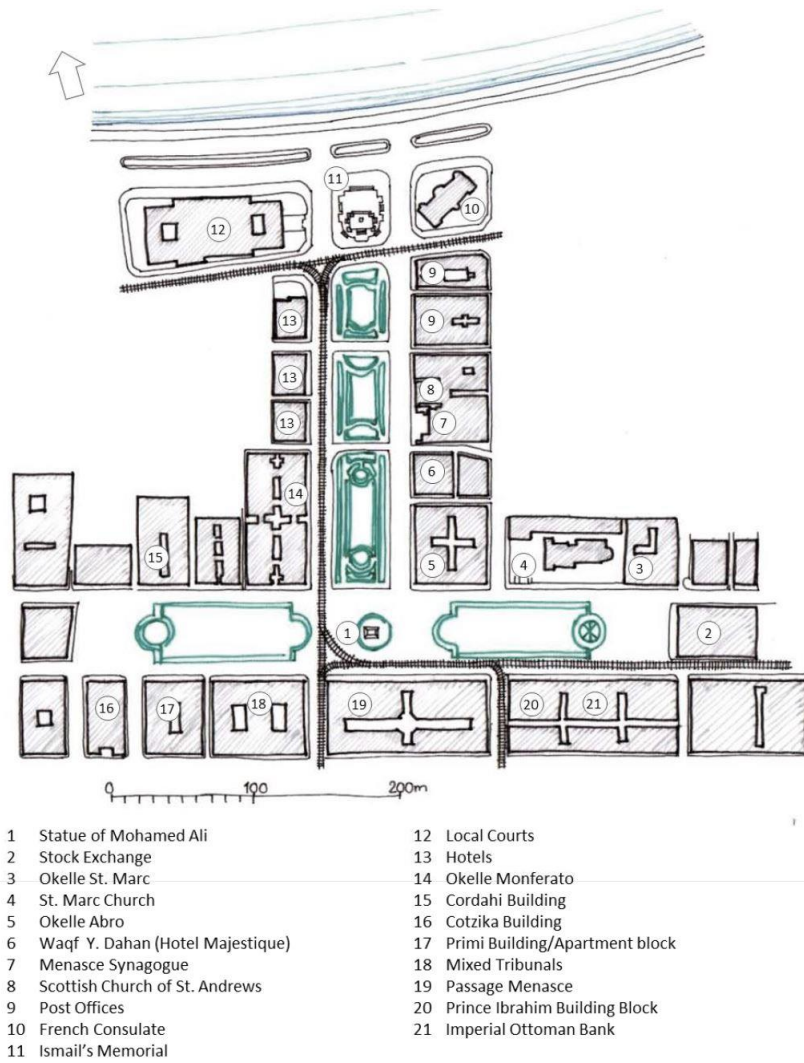 11
10
12
9
13
9
13
8
7
13
6
14
15
5
4
3
1
2
16
17
18
19
20
21
0
100
200m
1 Statue of Mohamed Ali
2 Stock Exchange
3 Okelle St. Marc
4 St. Marc Church
5 Okelle Abro
6 Waqf Y. Dahan (Hotel Majestique)
7 Menasce Synagogue
8 Scottish Church of St. Andrews
9 Post Offices
10 French Consulate
11 Ismail's Memorial
12 Local Courts
13 Hotels
14 Okelle Monferato
15 Cordahi Building
16 Cotzika Building
17 Primi Building/Apartment block
18 Mixed Tribunals
19 Passage Menasce
20 Prince Ibrahim Building Block
21 Imperial Ottoman Bank